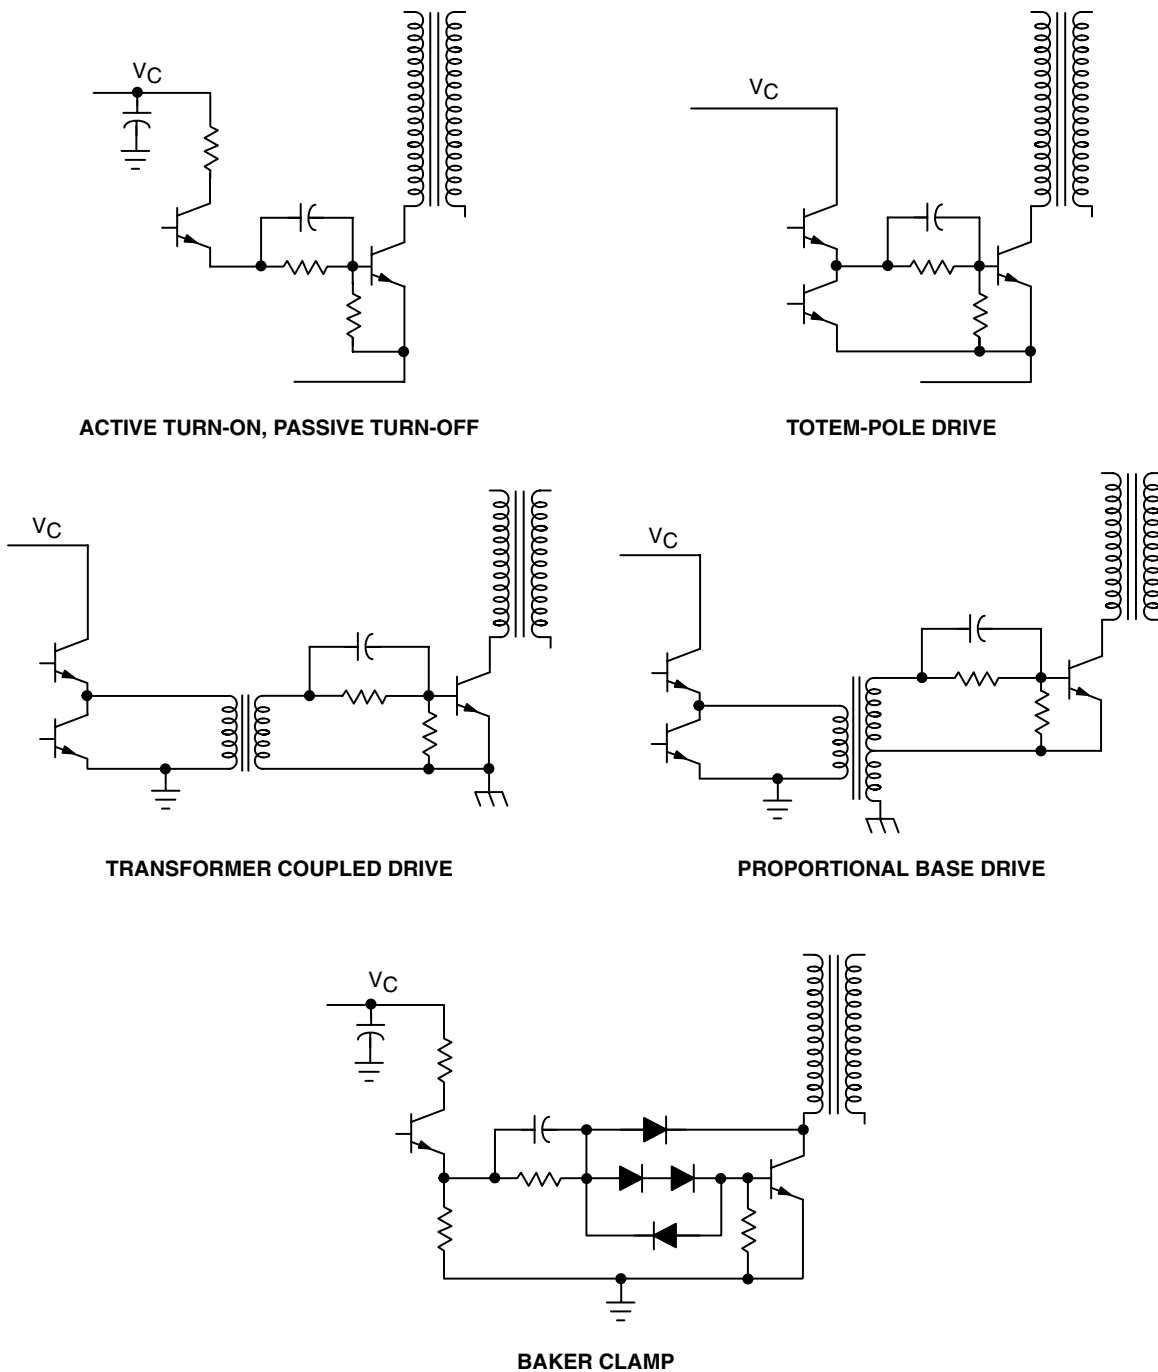 VC
VC
ACTIVE TURN-ON, PASSIVE TURN-OFF
TOTEM-POLE DRIVE
VC
VC
TRANSFORMER COUPLED DRIVE
PROPORTIONAL BASE DRIVE
VC
BAKER CLAMP